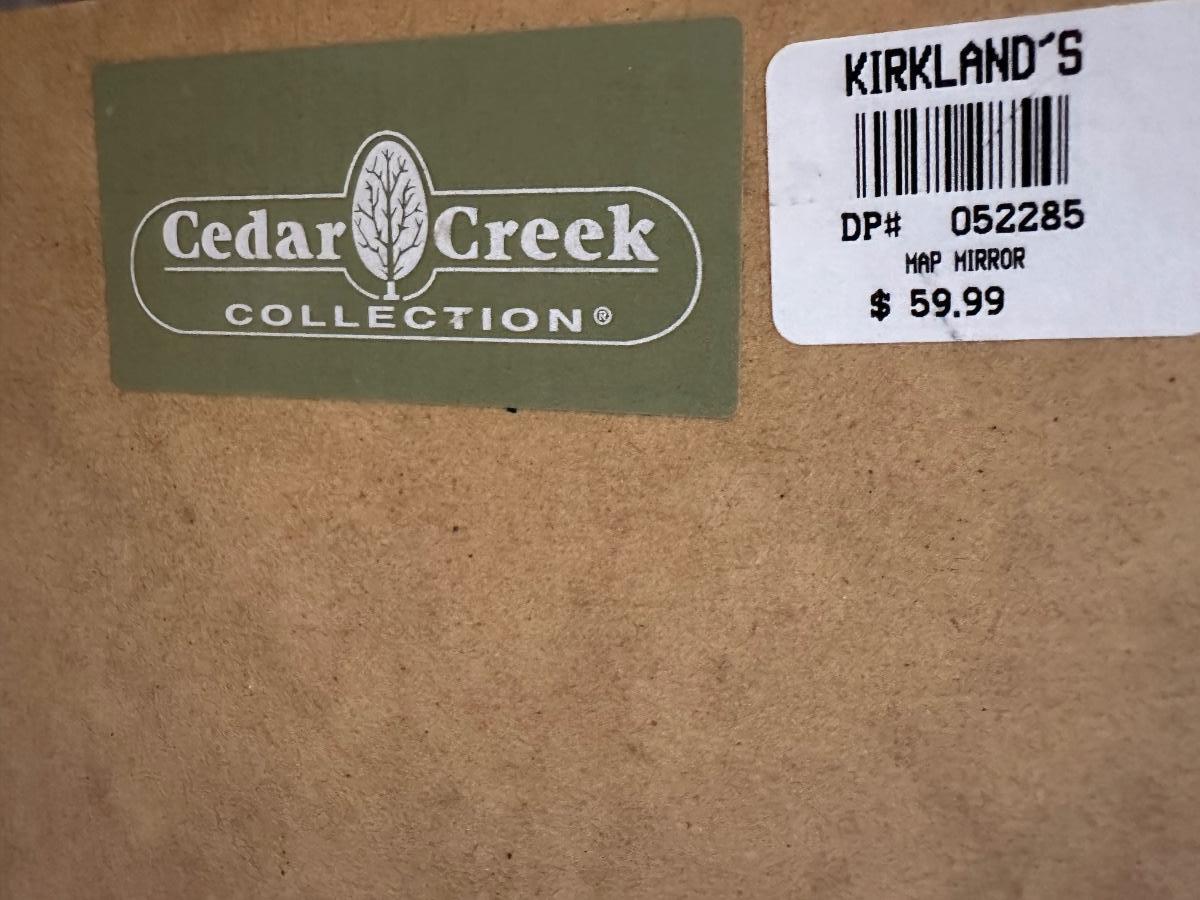 Cedar Creek
COLLECTION®
KIRKLAND'S
DP# 052285
MAP MIRROR
$ 59.99